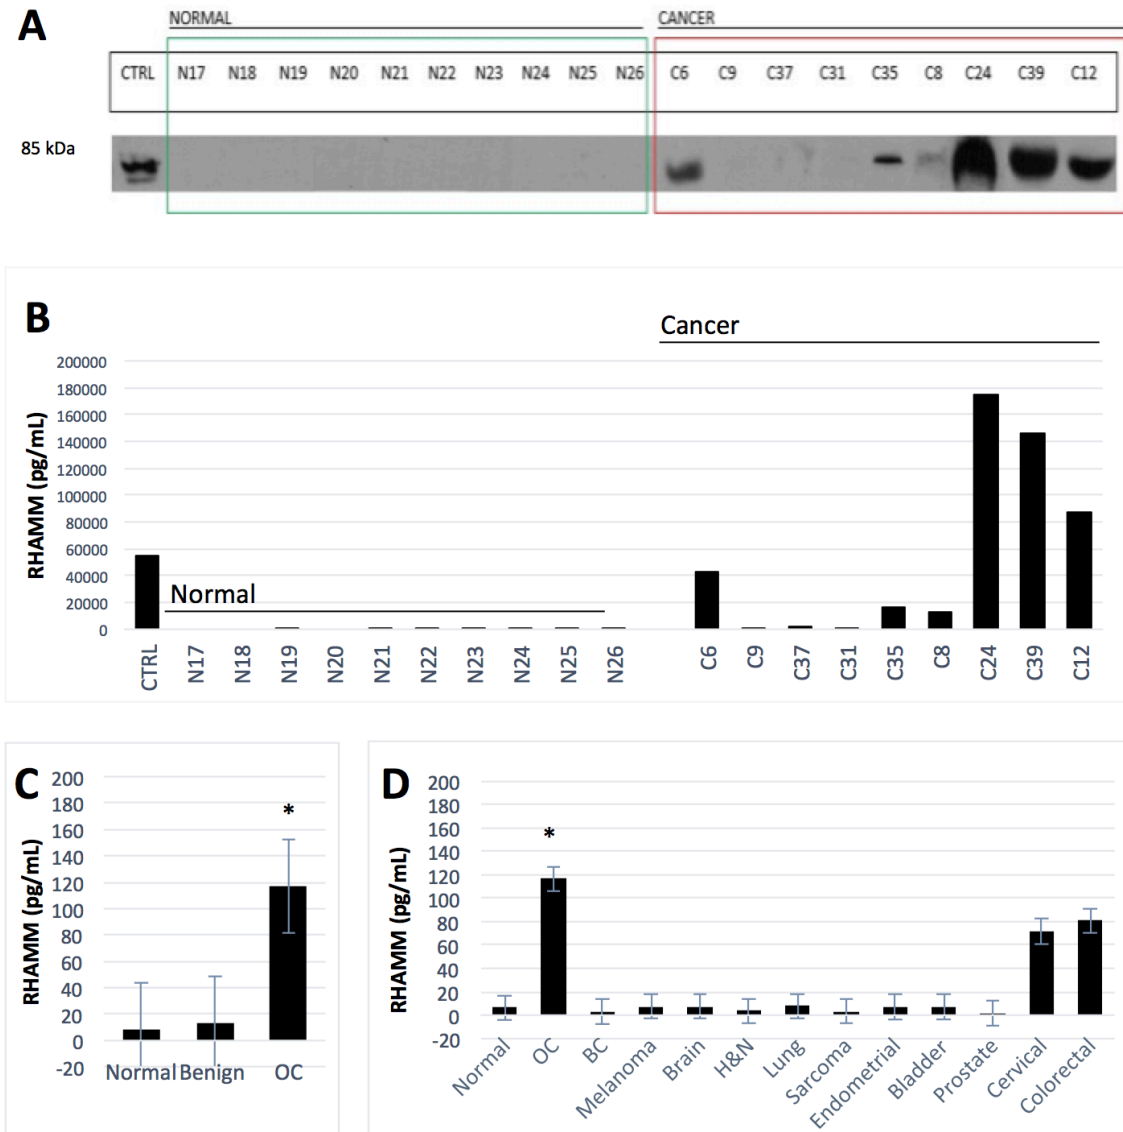 A
NORMAL CANCER
CTRL N17 N18 N19 N20 N21 N22 N23 N24 N25 N26 C6 C9 C37 C31 C35 C8 C24 C39 C12
85 kDa
B
Cancer
RHAMM (pg/mL)
200000
180000
160000
140000
120000
100000
80000
60000
40000
20000
0
Normal
CTRL N17 N18 N19 N20 N21 N22 N23 N24 N25 N26 C6 C9 C37 C31 C35 C8 C24 C39 C12
C
RHAMM (pg/mL)
200
180
160
140
120
100
80
60
40
20
0
-20
*
Normal Benign OC
D
RHAMM (pg/mL)
200
180
160
140
120
100
80
60
40
20
0
-20
*
Normal OC BC Melanoma Brain H&N Lung Sarcoma Endometrial Bladder Prostate Cervical Colorectal